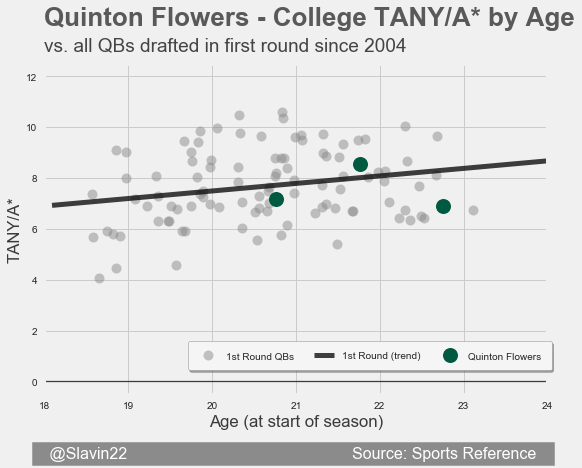 Quinton Flowers - College TANY/A* by Age
vs. all QBs drafted in first round since 2004
12
10
8
6
4
2
0
TANY/A*
1st Round QBs
1st Round (trend)
Quinton Flowers
18 19 20 21 22 23 24
Age (at start of season)
@Slavin22 Source: Sports Reference